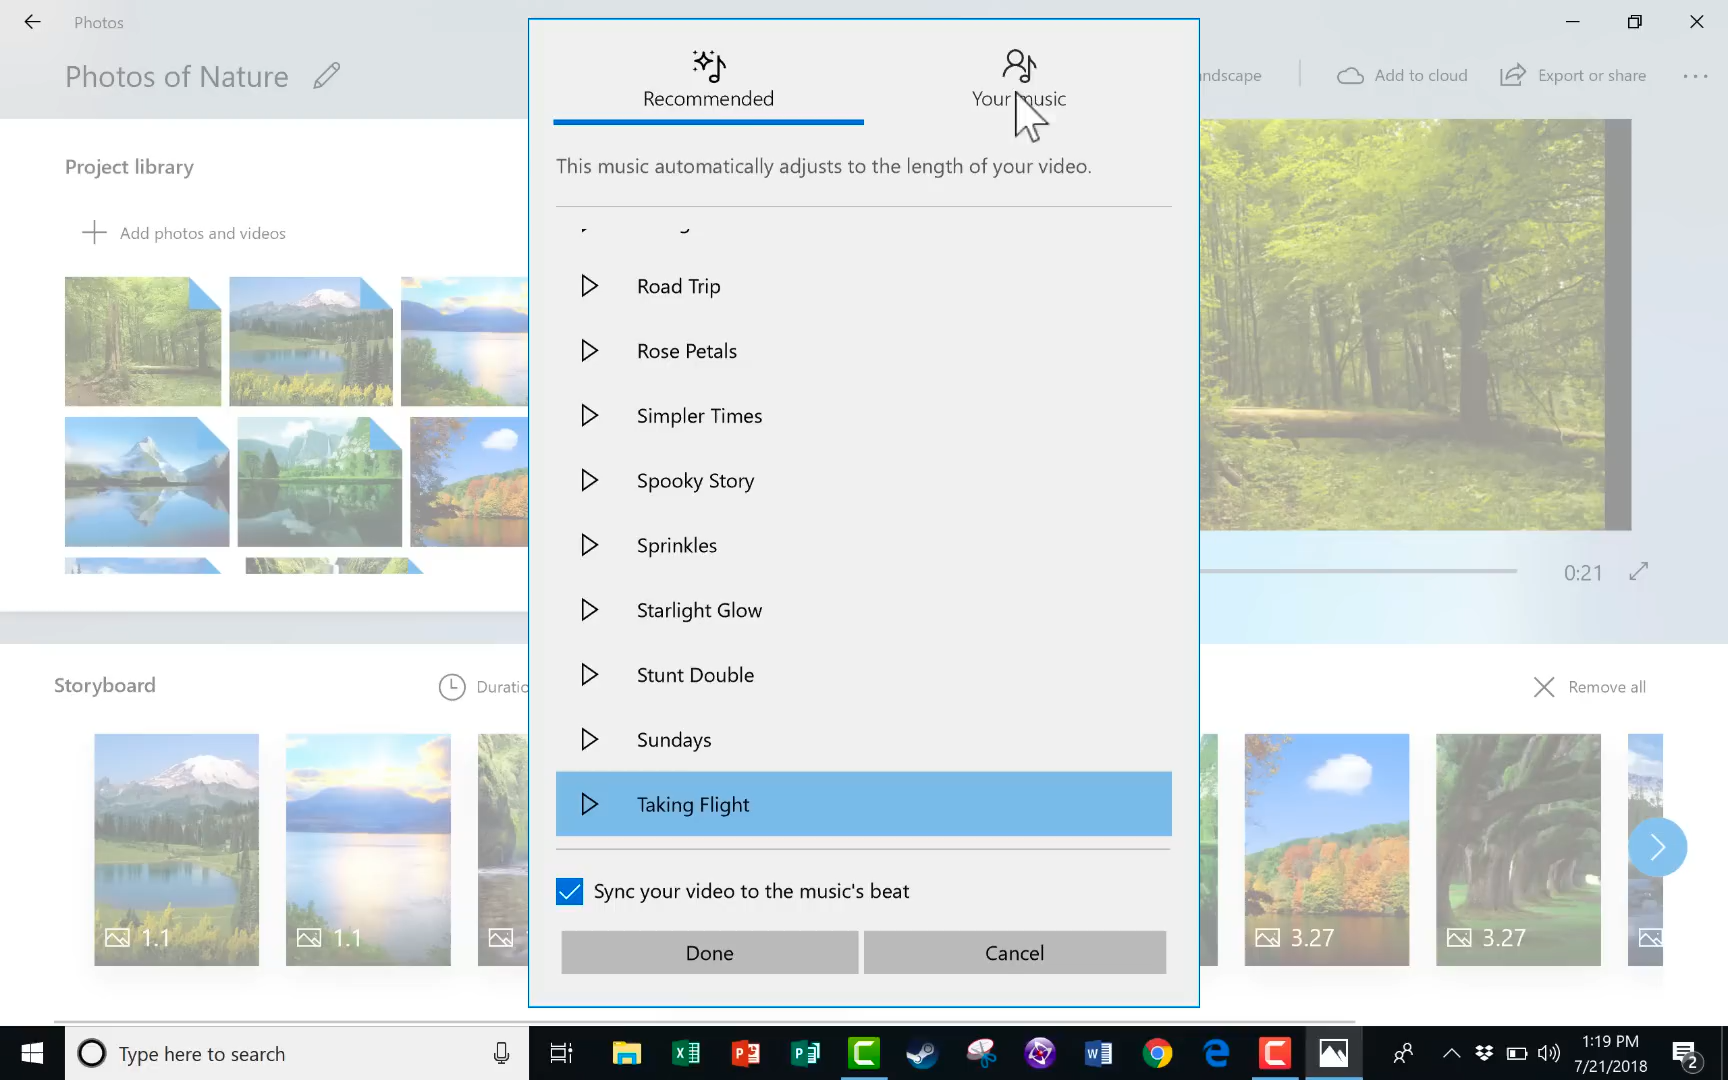 Photos
Photos of Nature
Add to cloud
Export or share
Recommended
Your music
This music automatically adjusts to the length of your video.
Project library
Add photos and videos
Road Trip
Rose Petals
Simpler Times
Spooky Story
Sprinkles
Starlight Glow
Stunt Double
Sundays
Taking Flight
Sync your video to the music's beat
Done
Cancel
0:21
Storyboard
Remove all
1.1
1.1
3.27
3.27
Type here to search
1:19 PM
7/21/2018
2